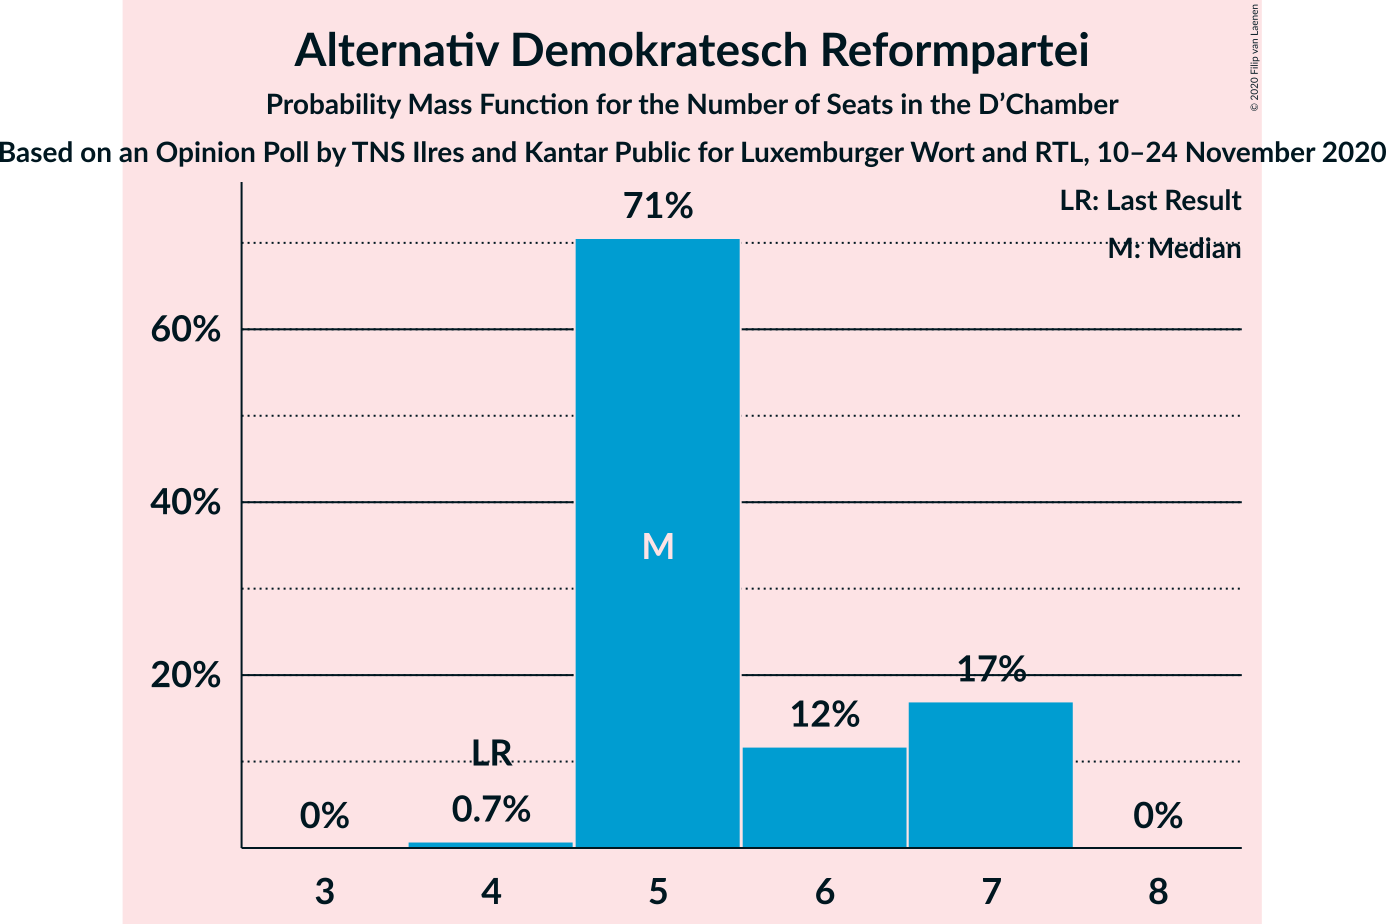 Alternativ Demokratesch Reformpartei
Probability Mass Function for the Number of Seats in the D’Chamber
Based on an Opinion Poll by TNS Ilres and Kantar Public for Luxemburger Wort and RTL, 10–24 November 2020
© 2020 Filip van Laenen
LR: Last Result
M: Median
71%
60%
40%
M
20%
17%
12%
LR
0.7%
0%
0%
3 4 5 6 7 8